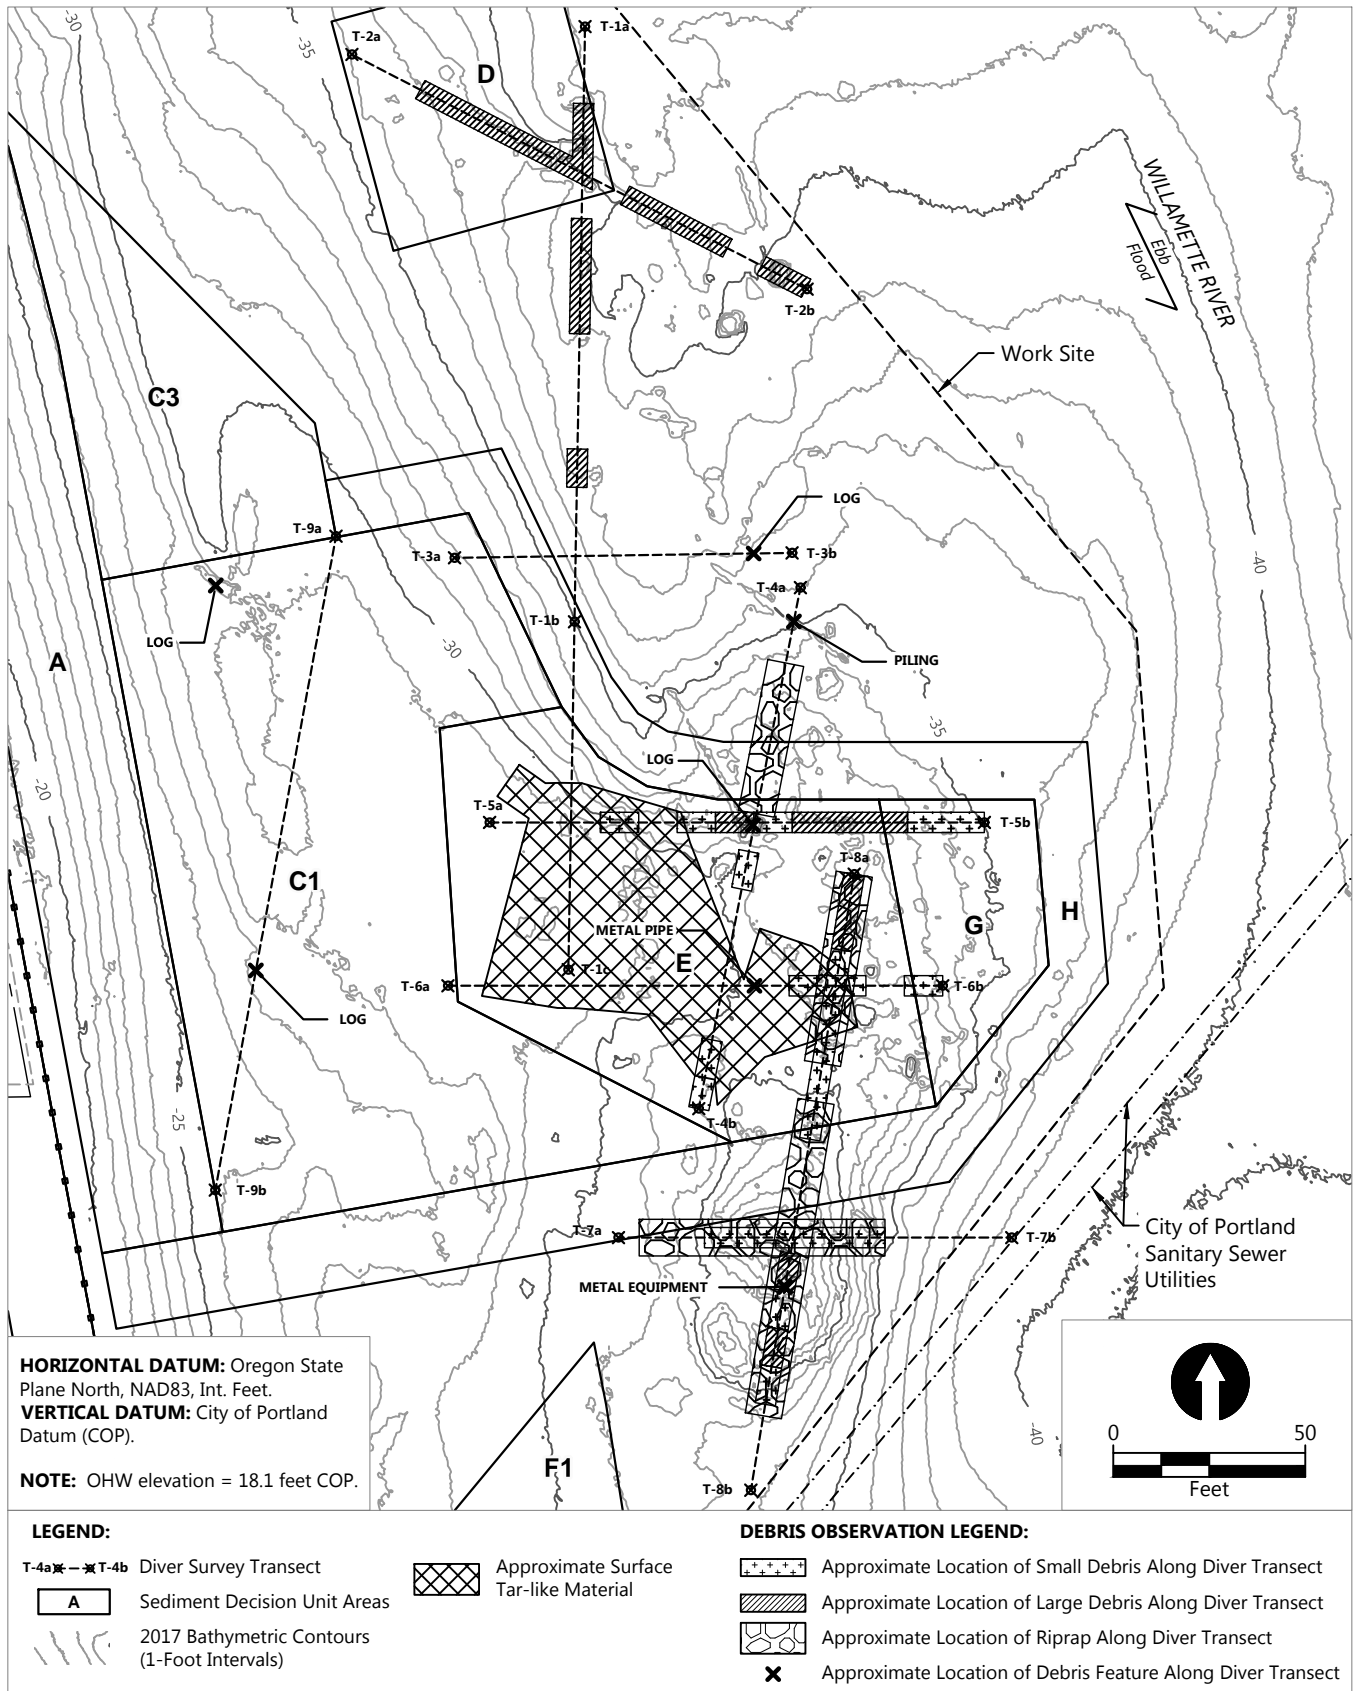 -30
-35
T-2a
T-1a
D
WILLAMETTE RIVER
Ebb
Flood
T-2b
Work Site
C3
LOG
T-9a
T-3a
T-3b
T-4a
-40
T-1b
LOG
-30
PILING
A
-35
LOG
-20
T-5a
T-5b
T-8a
C1
G
H
METAL PIPE
E
T-1c
T-6a
T-6b
LOG
-25
T-4b
T-9b
T-7a
T-7b
City of Portland
Sanitary Sewer
Utilities
METAL EQUIPMENT
HORIZONTAL DATUM: Oregon State
Plane North, NAD83, Int. Feet.
VERTICAL DATUM: City of Portland
Datum (COP).
NOTE: OHW elevation = 18.1 feet COP.
F1
T-8b
-40
0 50
Feet
LEGEND:
T-4a T-4b Diver Survey Transect
A Sediment Decision Unit Areas
2017 Bathymetric Contours
(1-Foot Intervals)
Approximate Surface
Tar-like Material
DEBRIS OBSERVATION LEGEND:
Approximate Location of Small Debris Along Diver Transect
Approximate Location of Large Debris Along Diver Transect
Approximate Location of Riprap Along Diver Transect
Approximate Location of Debris Feature Along Diver Transect